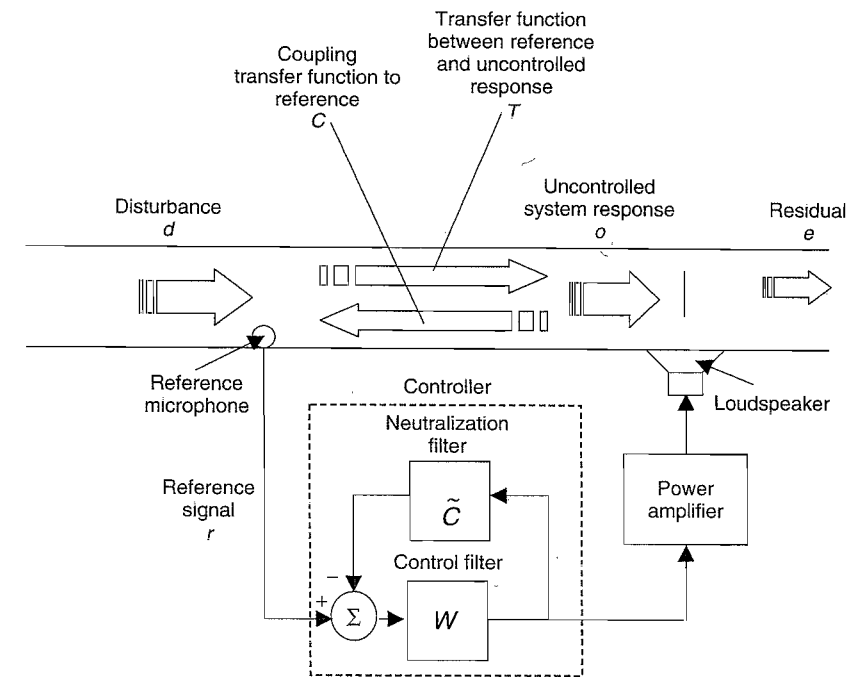 Transfer function
between reference
and uncontrolled
response
T
Coupling
transfer function to
reference
C
Disturbance
d
Uncontrolled
system response
o
Residual
e
Reference
microphone
Controller
Loudspeaker
Neutralization
filter
C̃
Reference
signal
r
Power
amplifier
Control filter
−
+
Σ
W